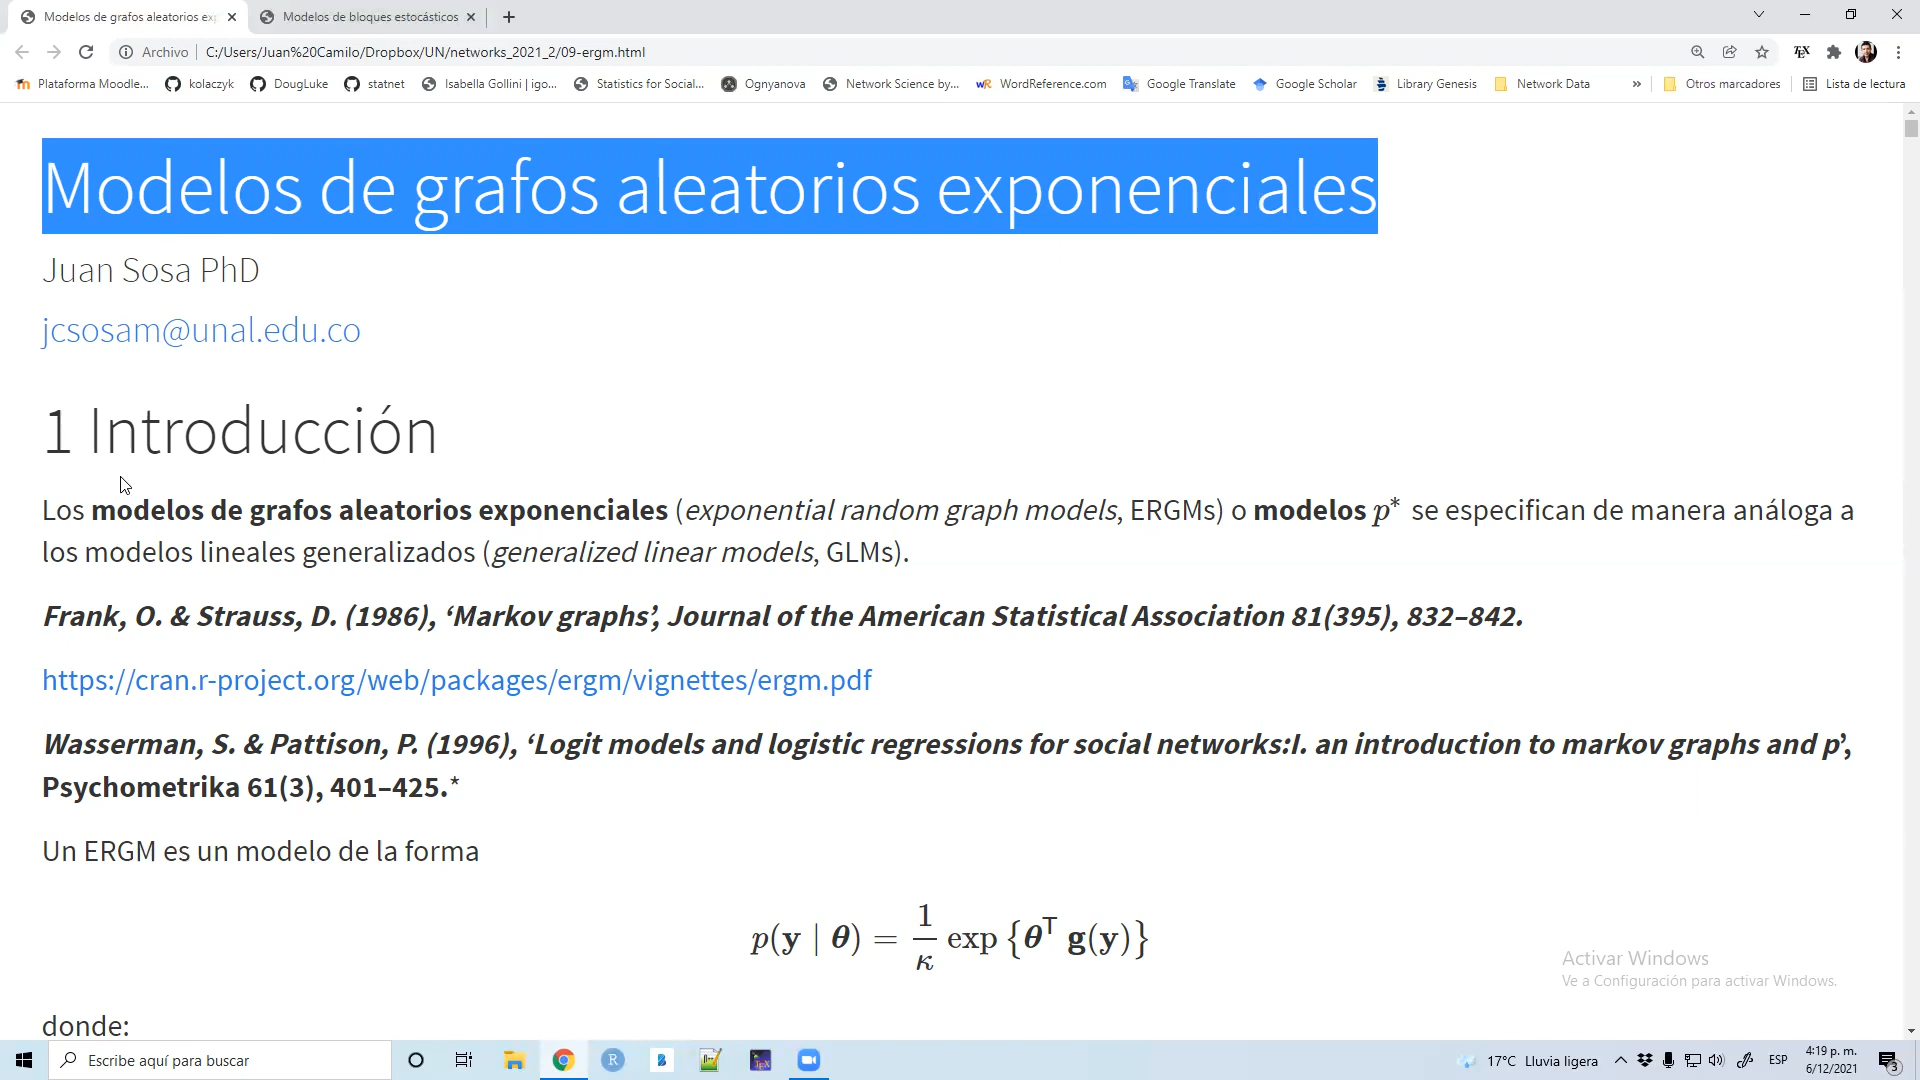 Modelos de grafos aleatorios exp
Modelos de bloques estocásticos
Archivo
C:/Users/Juan%20Camilo/Dropbox/UN/networks_2021_2/09-ergm.html
Plataforma Moodle...
kolaczyk
DougLuke
statnet
Isabella Gollini | igo...
Statistics for Social...
Ognyanova
Network Science by...
WordReference.com
Google Translate
Google Scholar
Library Genesis
Network Data
»
Otros marcadores
Lista de lectura
Modelos de grafos aleatorios exponenciales
Juan Sosa PhD
jcsosam@unal.edu.co
1 Introducción
Los modelos de grafos aleatorios exponenciales (exponential random graph models, ERGMs) o modelos p* se especifican de manera análoga a
los modelos lineales generalizados (generalized linear models, GLMs).
Frank, O. & Strauss, D. (1986), ‘Markov graphs’, Journal of the American Statistical Association 81(395), 832–842.
https://cran.r-project.org/web/packages/ergm/vignettes/ergm.pdf
Wasserman, S. & Pattison, P. (1996), ‘Logit models and logistic regressions for social networks:I. an introduction to markov graphs and p’,
Psychometrika 61(3), 401–425.*
Un ERGM es un modelo de la forma
p(y | θ) = 1/κ exp {θ⊤ g(y)}
donde:
Activar Windows
Ve a Configuración para activar Windows.
Escribe aquí para buscar
17°C Lluvia ligera
ESP
4:19 p. m.
6/12/2021
3